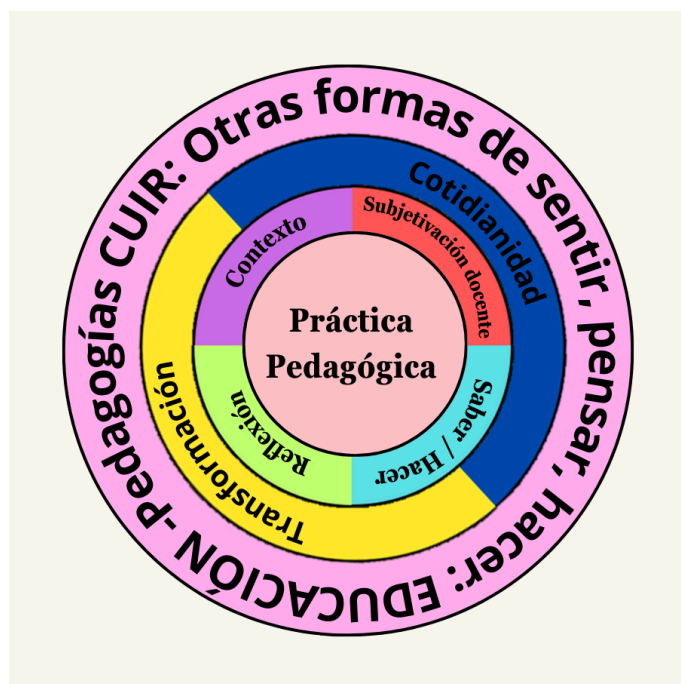 Pedagogías CUIR: Otras formas de sentir, pensar, hacer: EDUCACIÓN -
Cotidianidad
Transformación
Contexto
Subjetivación docente
Saber / Hacer
Reflexión
Práctica
Pedagógica